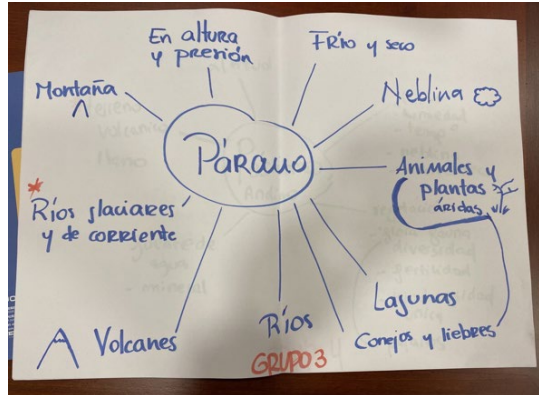 En altura
y presión
Frío y seco
Montaña
Neblina
Páramo
Animales y
plantas
áridas
Ríos glaciares
y de corriente
Lagunas
Conejos y liebres
Ríos
Volcanes
GRUPO 3